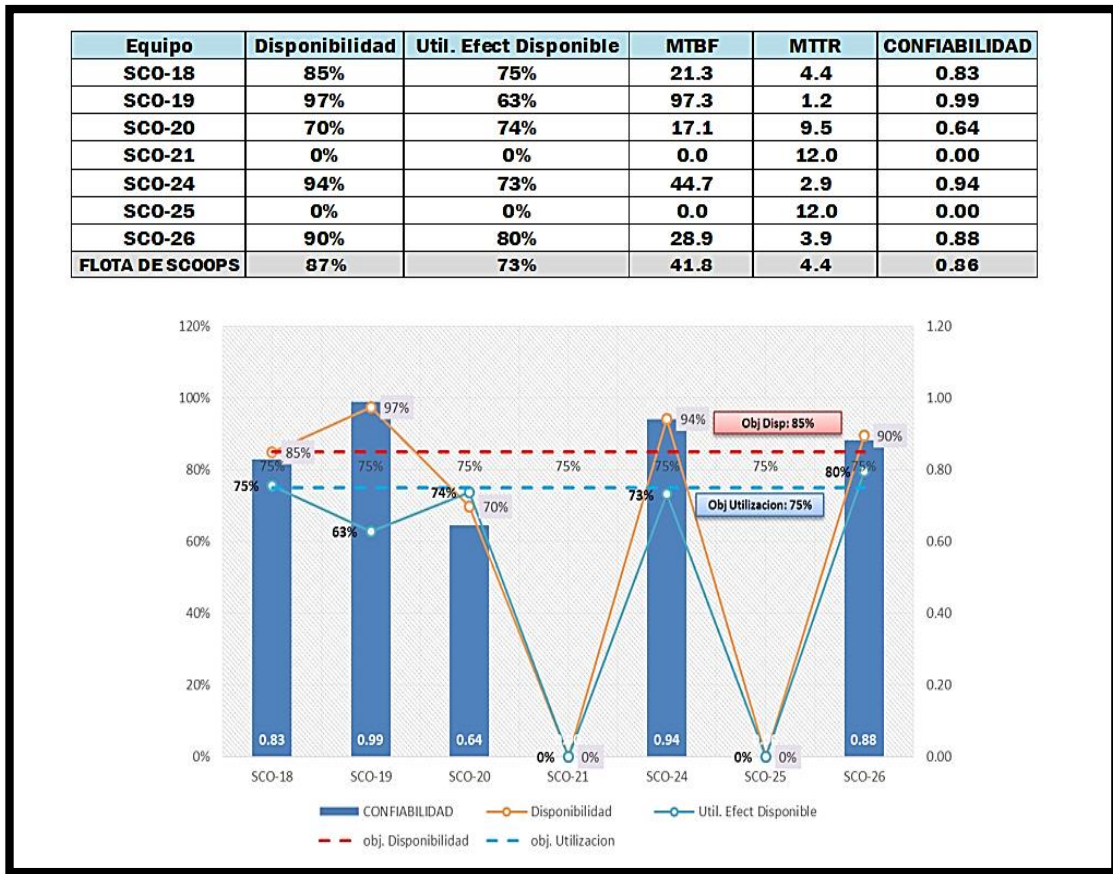 Equipo Disponibilidad Util. Efect Disponible MTBF MTTR CONFIABILIDAD
SCO-18 85% 75% 21.3 4.4 0.83
SCO-19 97% 63% 97.3 1.2 0.99
SCO-20 70% 74% 17.1 9.5 0.64
SCO-21 0% 0% 0.0 12.0 0.00
SCO-24 94% 73% 44.7 2.9 0.94
SCO-25 0% 0% 0.0 12.0 0.00
SCO-26 90% 80% 28.9 3.9 0.88
FLOTA DE SCOOPS 87% 73% 41.8 4.4 0.86
120% 1.20
100% 97% 94% Obj Disp: 85% 90% 1.00
85%
80% 75% 75% 75% 75% 75% 75% 75% 80% 0.80
75% 74% 73%
70% Obj Utilizacion: 75%
63%
60% 0.60
40% 0.40
20% 0.20
0.83 0.99 0.64 0.94 0.88
0% 0% 0% 0% 0% 0.00
SCO-18 SCO-19 SCO-20 SCO-21 SCO-24 SCO-25 SCO-26
CONFIABILIDAD Disponibilidad Util. Efect Disponible
obj. Disponibilidad obj. Utilizacion